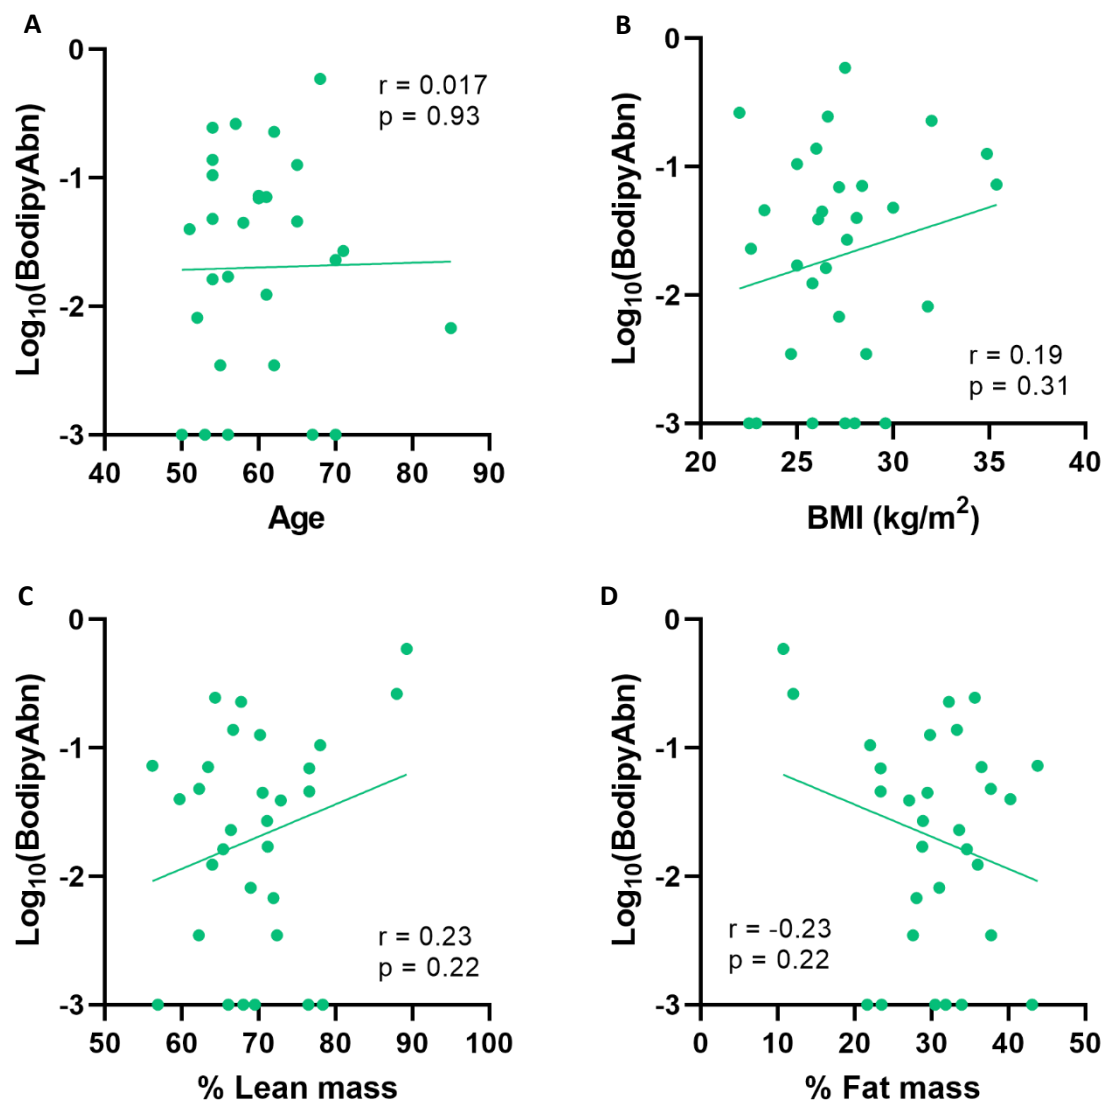 A
Log10(BodipyAbn)
0
-1
-2
-3
r = 0.017
p = 0.93
40 50 60 70 80 90
Age
B
Log10(BodipyAbn)
0
-1
-2
-3
r = 0.19
p = 0.31
20 25 30 35 40
BMI (kg/m2)
C
Log10(BodipyAbn)
0
-1
-2
-3
r = 0.23
p = 0.22
50 60 70 80 90 100
% Lean mass
D
Log10(BodipyAbn)
0
-1
-2
-3
r = -0.23
p = 0.22
0 10 20 30 40 50
% Fat mass